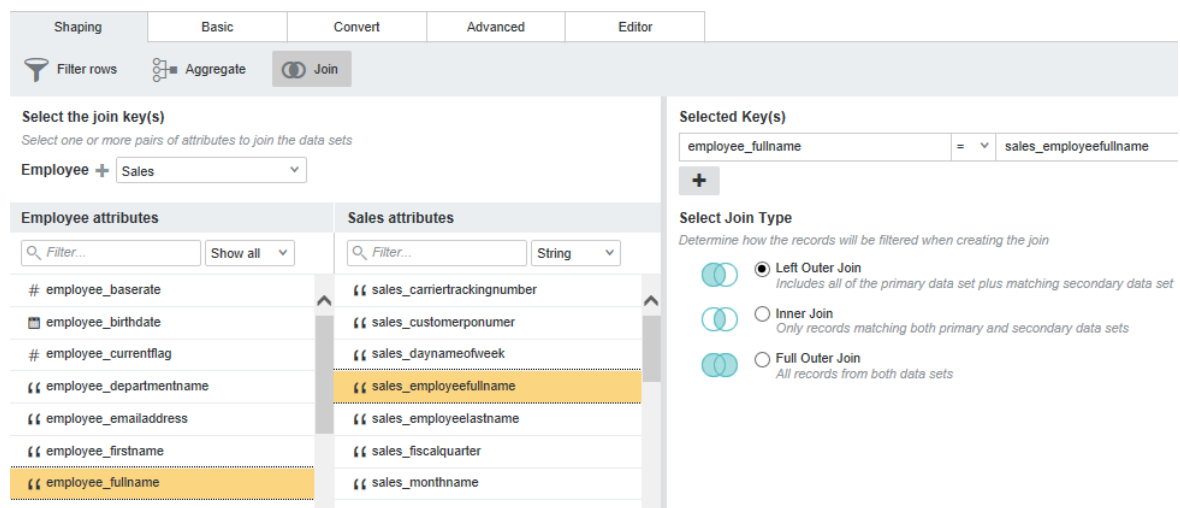 Shaping Basic Convert Advanced Editor
Filter rows Aggregate Join
Select the join key(s)
Select one or more pairs of attributes to join the data sets
Employee + Sales
Employee attributes Sales attributes
Filter... Show all Filter... String
# employee_baserate
employee_birthdate
# employee_currentflag
“ employee_departmentname
“ employee_emailaddress
“ employee_firstname
“ employee_fullname
“ sales_carriertrackingnumber
“ sales_customerponumer
“ sales_daynameofweek
“ sales_employeefullname
“ sales_employeelastname
“ sales_fiscalquarter
“ sales_monthname
Selected Key(s)
employee_fullname = sales_employeefullname
+
Select Join Type
Determine how the records will be filtered when creating the join
Left Outer Join
Includes all of the primary data set plus matching secondary data set
Inner Join
Only records matching both primary and secondary data sets
Full Outer Join
All records from both data sets